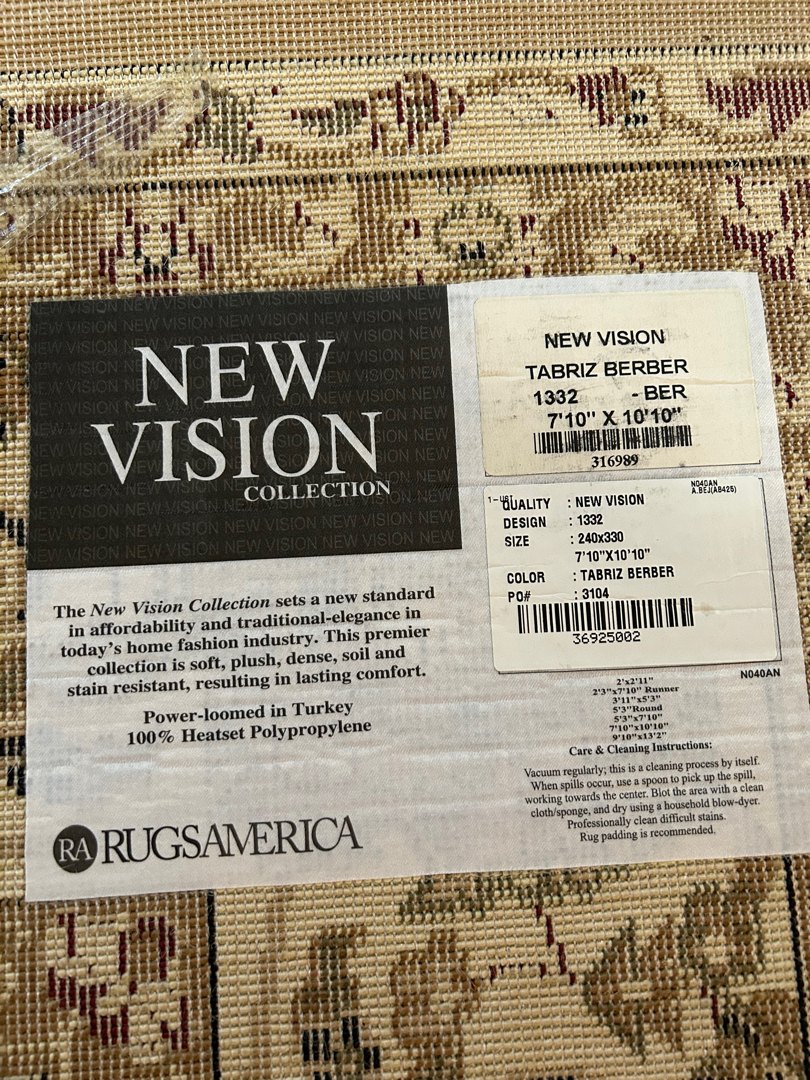 NEW
VISION
COLLECTION
The New Vision Collection sets a new standard
in affordability and traditional-elegance in
today's home fashion industry. This premier
collection is soft, plush, dense, soil and
stain resistant, resulting in lasting comfort.
Power-loomed in Turkey
100% Heatset Polypropylene
RA RUGSAMERICA
NEW VISION
TABRIZ BERBER
1332 - BER
7'10" X 10'10"
316989
N040AN
A.BEJ(AB425)
QUALITY : NEW VISION
DESIGN : 1332
SIZE : 240x330
7'10"X10'10"
COLOR : TABRIZ BERBER
PO# : 3104
36925002
N040AN
2'x2'11"
2'3"x7'10" Runner
3'11"x5'3"
5'3"Round
5'3"x7'10"
7'10"x10'10"
9'10"x13'2"
Care & Cleaning Instructions:
Vacuum regularly; this is a cleaning process by itself.
When spills occur, use a spoon to pick up the spill,
working towards the center. Blot the area with a clean
cloth/sponge, and dry using a household blow-dyer.
Professionally clean difficult stains.
Rug padding is recommended.